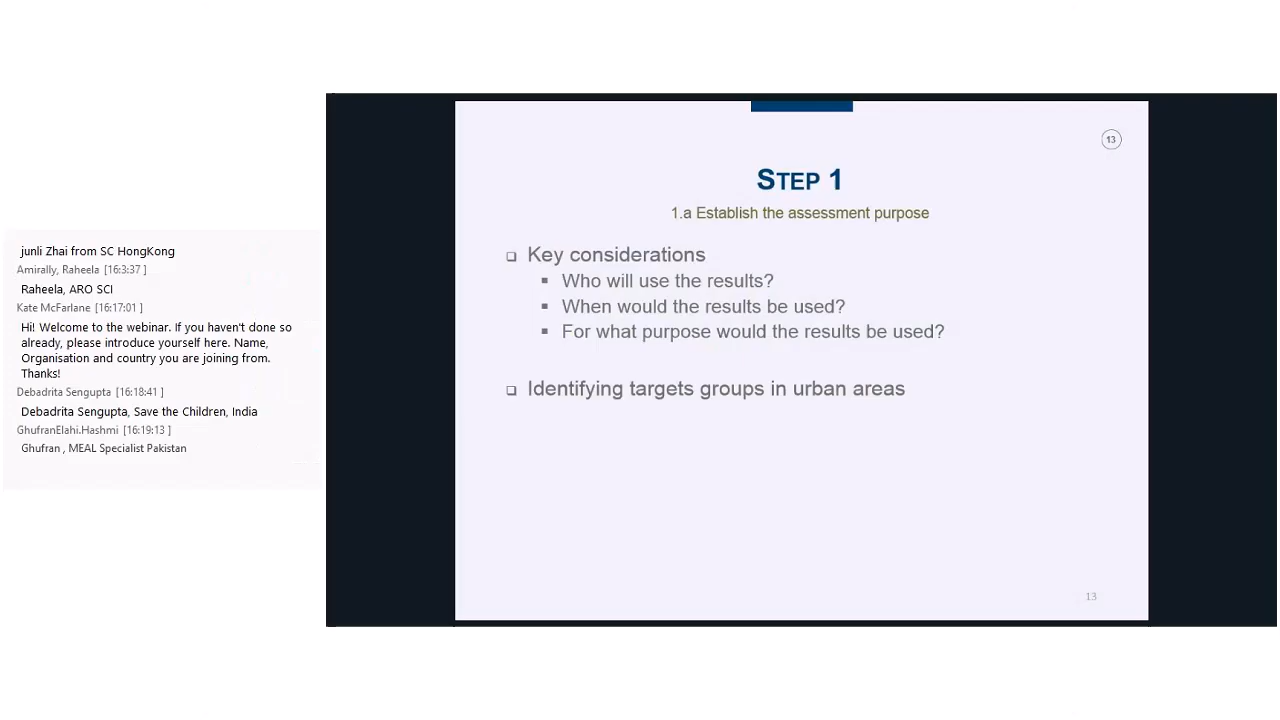 junli Zhai from SC HongKong
Amirally, Raheela [16:3:37 ]
Raheela, ARO SCI
Kate McFarlane [16:17:01 ]
Hi! Welcome to the webinar. If you haven't done so
already, please introduce yourself here. Name,
Organisation and country you are joining from.
Thanks!
Debadrita Sengupta [16:18:41 ]
Debadrita Sengupta, Save the Children, India
GhufranElahi.Hashmi [16:19:13 ]
Ghufran , MEAL Specialist Pakistan
13
STEP 1
1.a Establish the assessment purpose
Key considerations
Who will use the results?
When would the results be used?
For what purpose would the results be used?
Identifying targets groups in urban areas
13